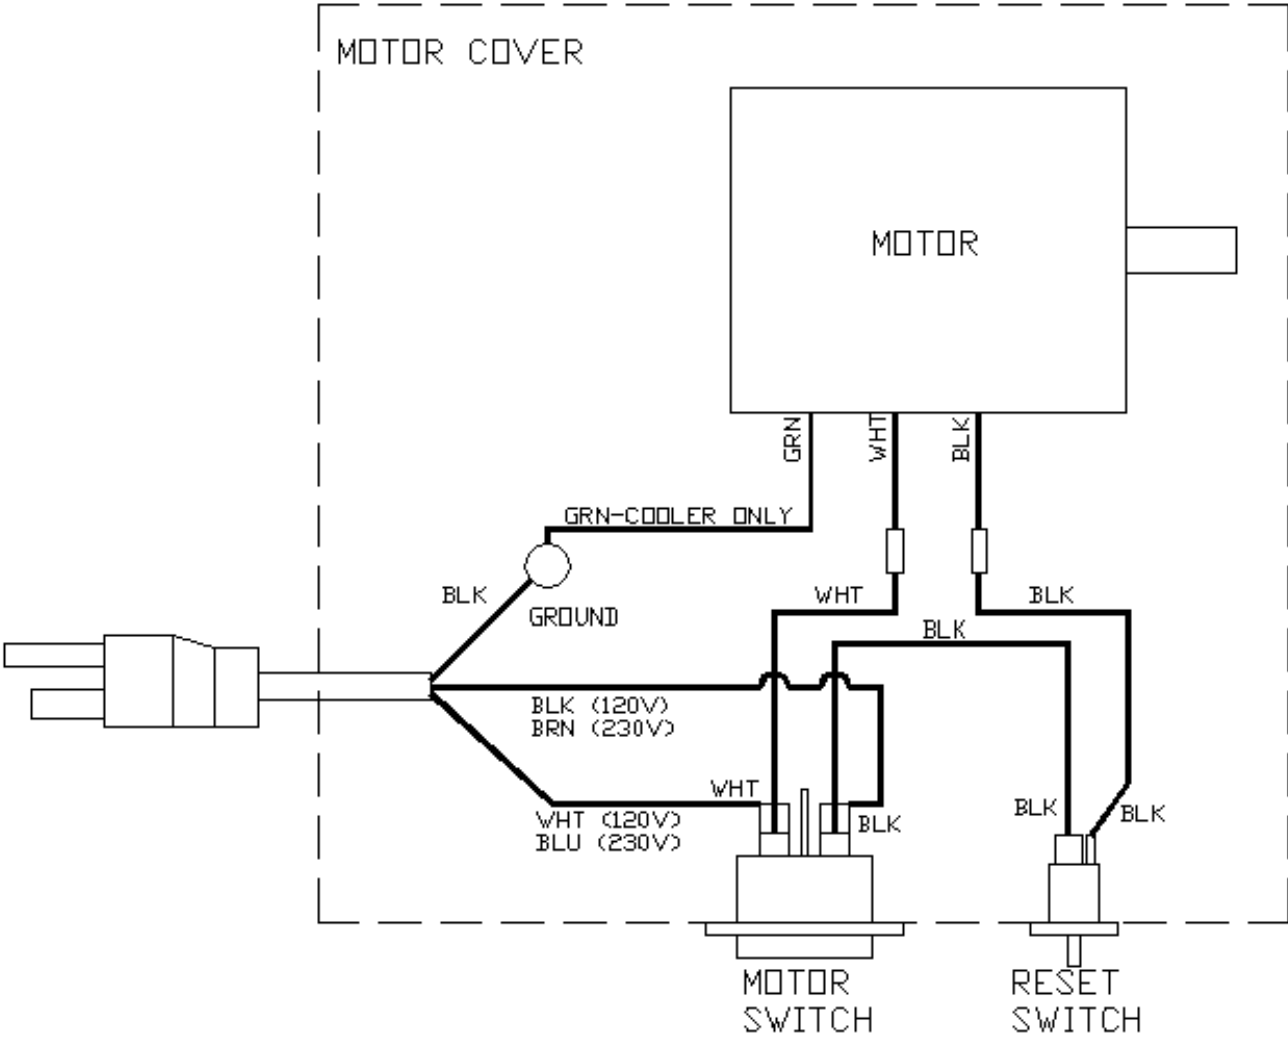 MOTOR COVER
MOTOR
GRN
WHT
BLK
GRN-COOLER ONLY
BLK
GROUND
WHT
BLK
BLK
BLK (120V)
BRN (230V)
WHT
WHT (120V)
BLU (230V)
BLK
BLK
BLK
MOTOR
SWITCH
RESET
SWITCH